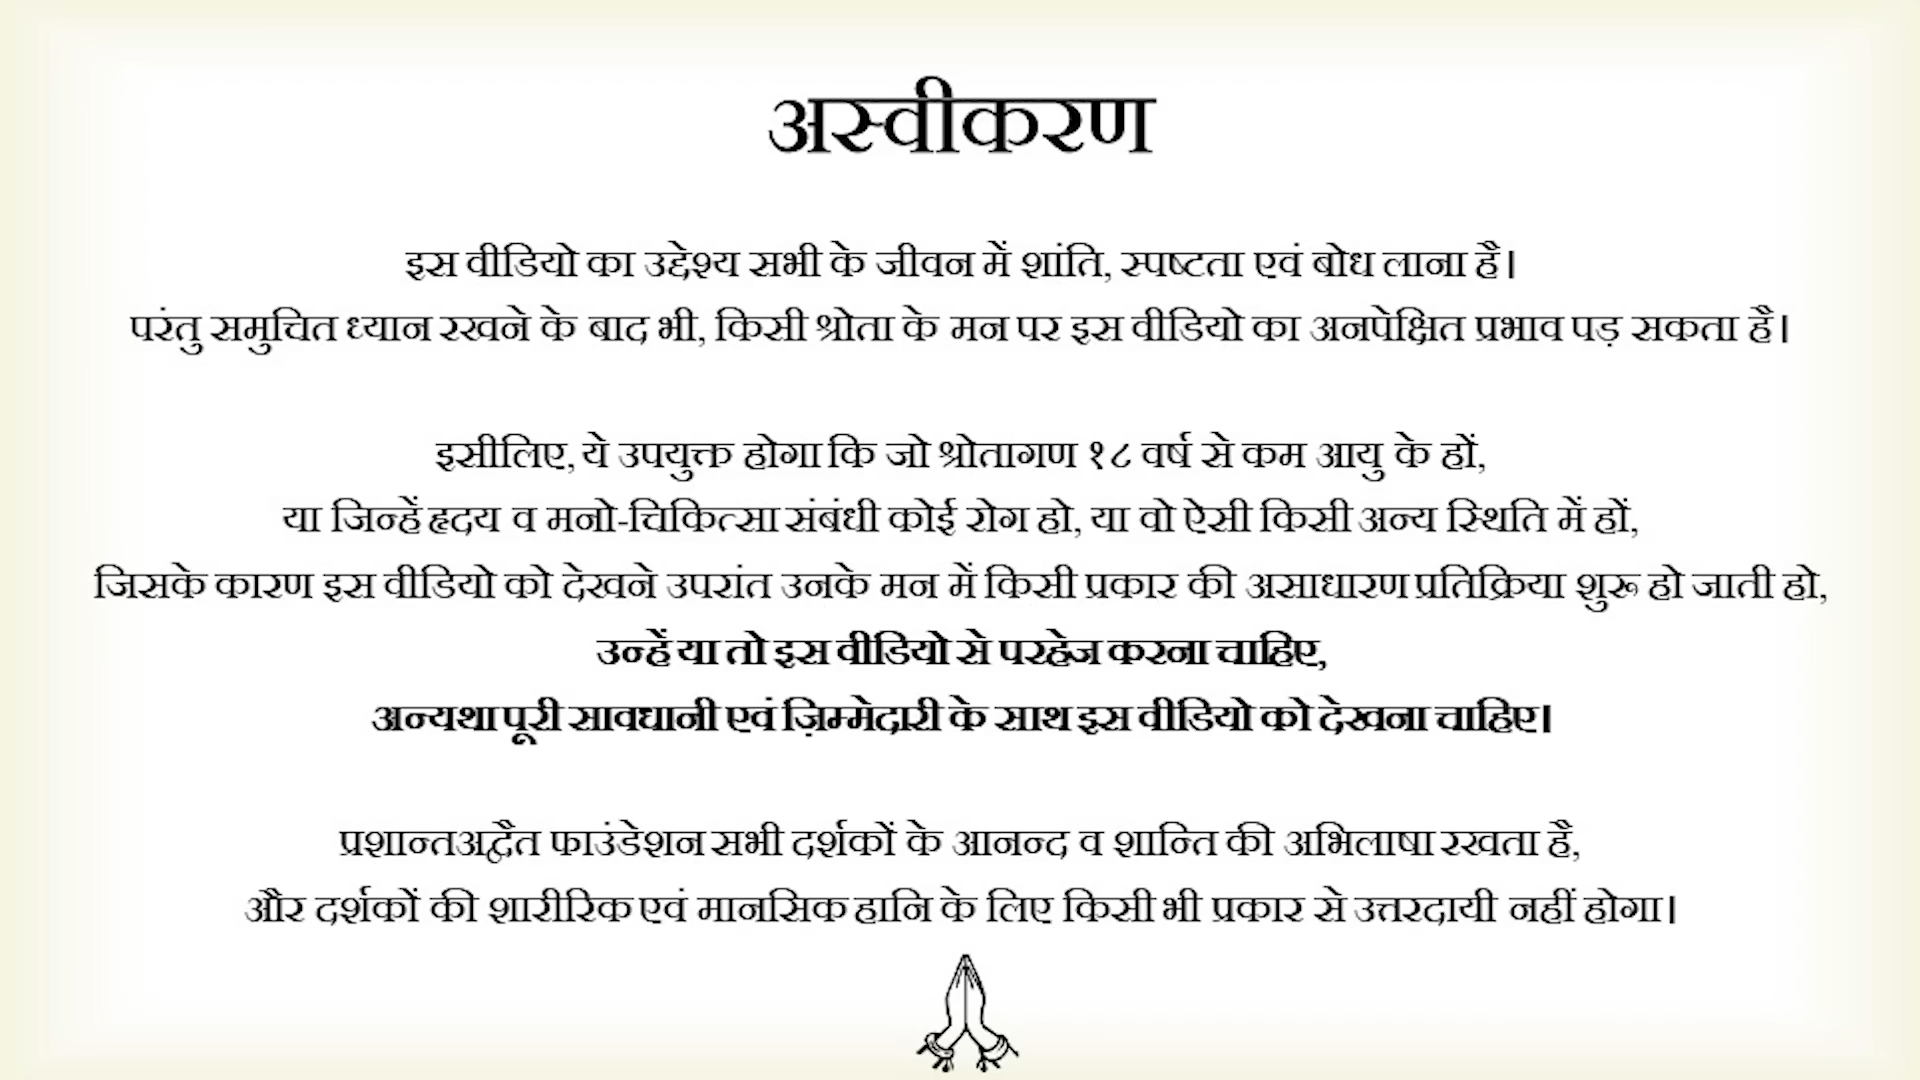 अस्वीकरण
इस वीडियो का उद्देश्य सभी के जीवन में शांति, स्पष्टता एवं बोध लाना है।
परंतु समुचित ध्यान रखने के बाद भी, किसी श्रोता के मन पर इस वीडियो का अनपेक्षित प्रभाव पड़ सकता है।
इसीलिए, ये उपयुक्त होगा कि जो श्रोतागण १८ वर्ष से कम आयु के हों,
या जिन्हें हृदय व मनो-चिकित्सा संबंधी कोई रोग हो, या वो ऐसी किसी अन्य स्थिति में हों,
जिसके कारण इस वीडियो को देखने उपरांत उनके मन में किसी प्रकार की असाधारण प्रतिक्रिया शुरू हो जाती हो,
उन्हें या तो इस वीडियो से परहेज करना चाहिए,
अन्यथा पूरी सावधानी एवं ज़िम्मेदारी के साथ इस वीडियो को देखना चाहिए।
प्रशान्तअद्वैत फाउंडेशन सभी दर्शकों के आनन्द व शान्ति की अभिलाषा रखता है,
और दर्शकों की शारीरिक एवं मानसिक हानि के लिए किसी भी प्रकार से उत्तरदायी नहीं होगा।